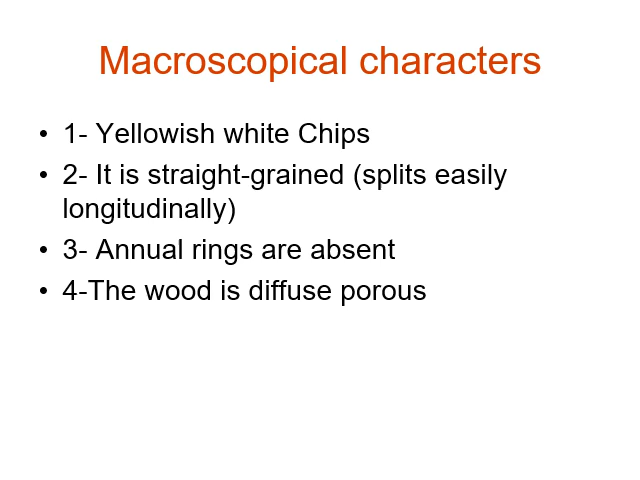 Macroscopical characters
• 1- Yellowish white Chips
• 2- It is straight-grained (splits easily
longitudinally)
• 3- Annual rings are absent
• 4-The wood is diffuse porous